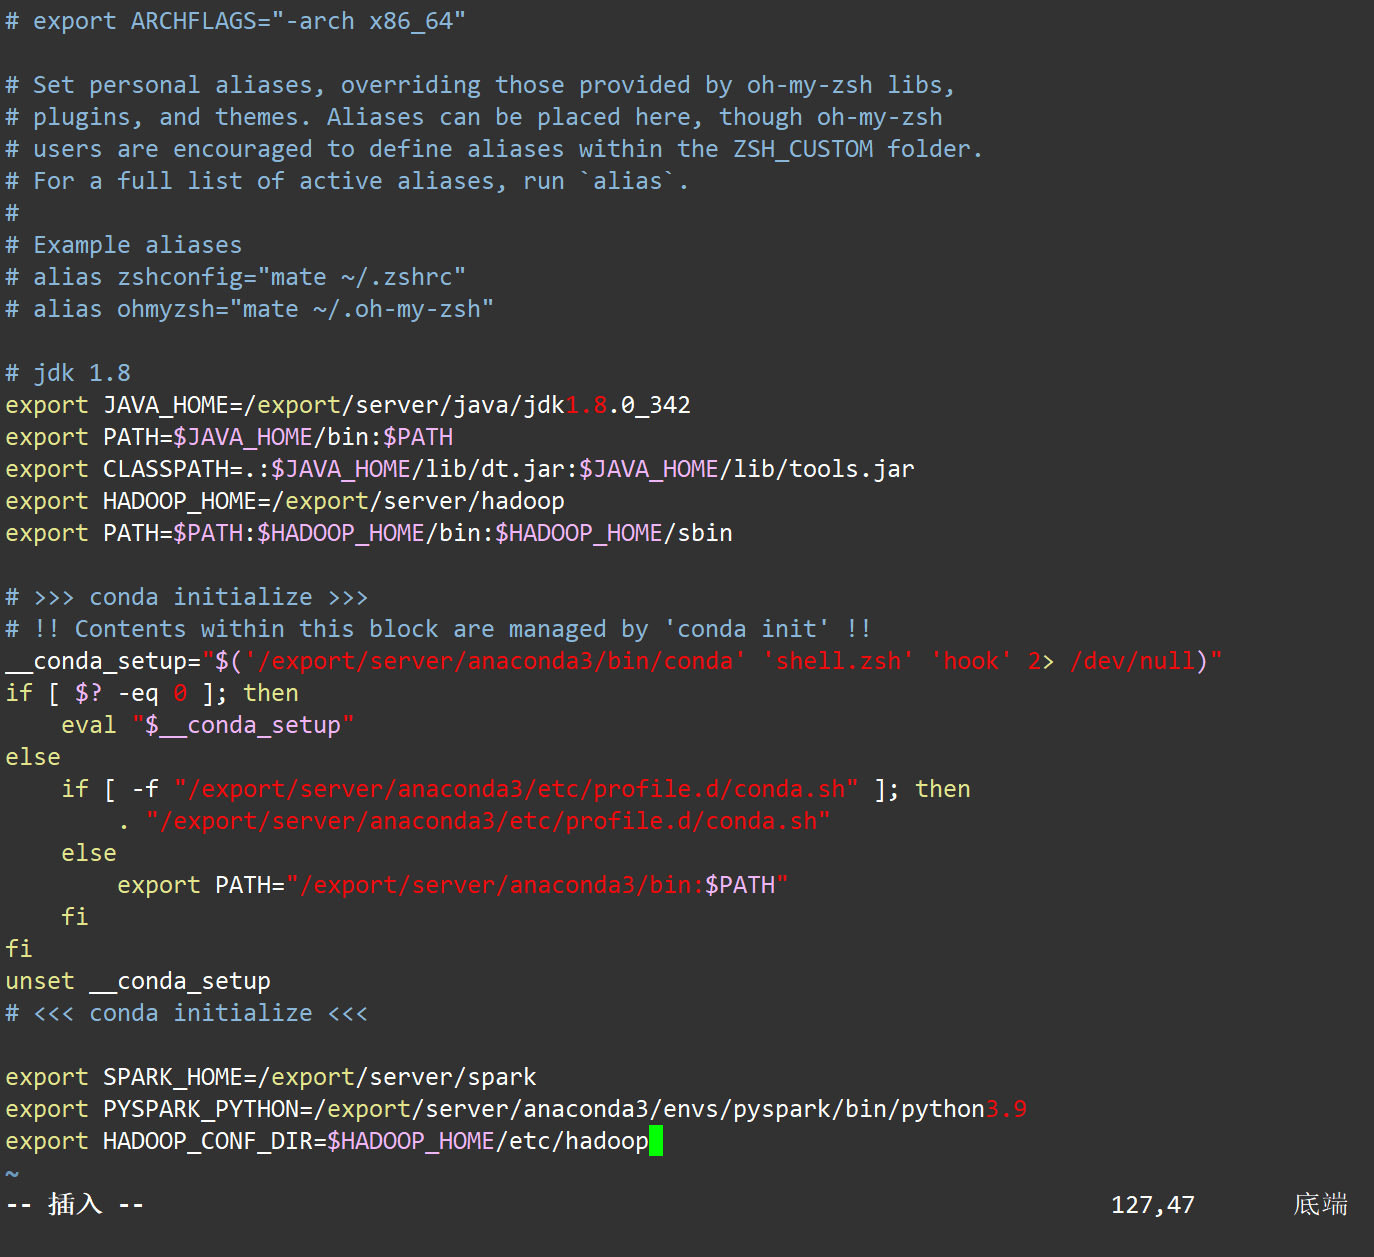 # export ARCHFLAGS="-arch x86_64"
# Set personal aliases, overriding those provided by oh-my-zsh libs,
# plugins, and themes. Aliases can be placed here, though oh-my-zsh
# users are encouraged to define aliases within the ZSH_CUSTOM folder.
# For a full list of active aliases, run `alias`.
#
# Example aliases
# alias zshconfig="mate ~/.zshrc"
# alias ohmyzsh="mate ~/.oh-my-zsh"
# jdk 1.8
export JAVA_HOME=/export/server/java/jdk1.8.0_342
export PATH=$JAVA_HOME/bin:$PATH
export CLASSPATH=.:$JAVA_HOME/lib/dt.jar:$JAVA_HOME/lib/tools.jar
export HADOOP_HOME=/export/server/hadoop
export PATH=$PATH:$HADOOP_HOME/bin:$HADOOP_HOME/sbin
# >>> conda initialize >>>
# !! Contents within this block are managed by 'conda init' !!
__conda_setup="$('/export/server/anaconda3/bin/conda' 'shell.zsh' 'hook' 2> /dev/null)"
if [ $? -eq 0 ]; then
    eval "$__conda_setup"
else
    if [ -f "/export/server/anaconda3/etc/profile.d/conda.sh" ]; then
        . "/export/server/anaconda3/etc/profile.d/conda.sh"
    else
        export PATH="/export/server/anaconda3/bin:$PATH"
    fi
fi
unset __conda_setup
# <<< conda initialize <<<
export SPARK_HOME=/export/server/spark
export PYSPARK_PYTHON=/export/server/anaconda3/envs/pyspark/bin/python3.9
export HADOOP_CONF_DIR=$HADOOP_HOME/etc/hadoop
~
-- 插入 -- 127,47 底端